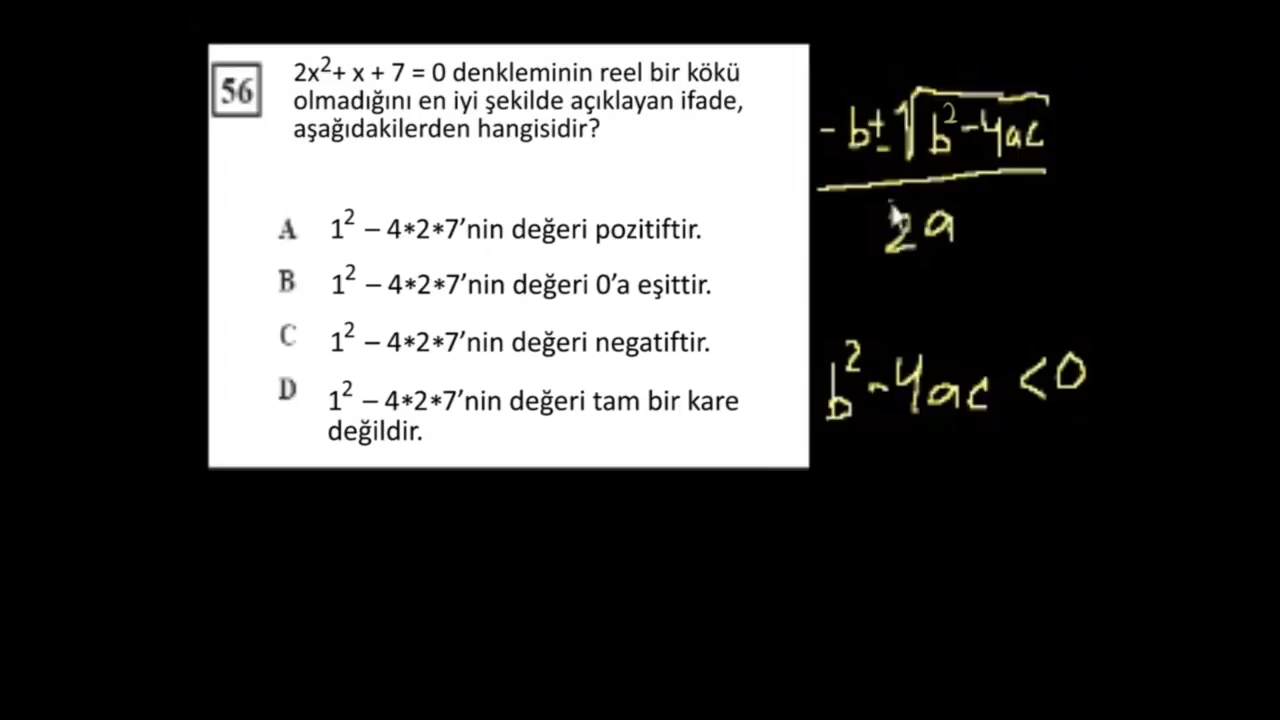 56
2x²+ x + 7 = 0 denkleminin reel bir kökü
olmadığını en iyi şekilde açıklayan ifade,
aşağıdakilerden hangisidir?
A 1² – 4*2*7’nin değeri pozitiftir.
B 1² – 4*2*7’nin değeri 0’a eşittir.
C 1² – 4*2*7’nin değeri negatiftir.
D 1² – 4*2*7’nin değeri tam bir kare
değildir.
- b ± √b² - 4ac
2a
b² - 4ac < 0